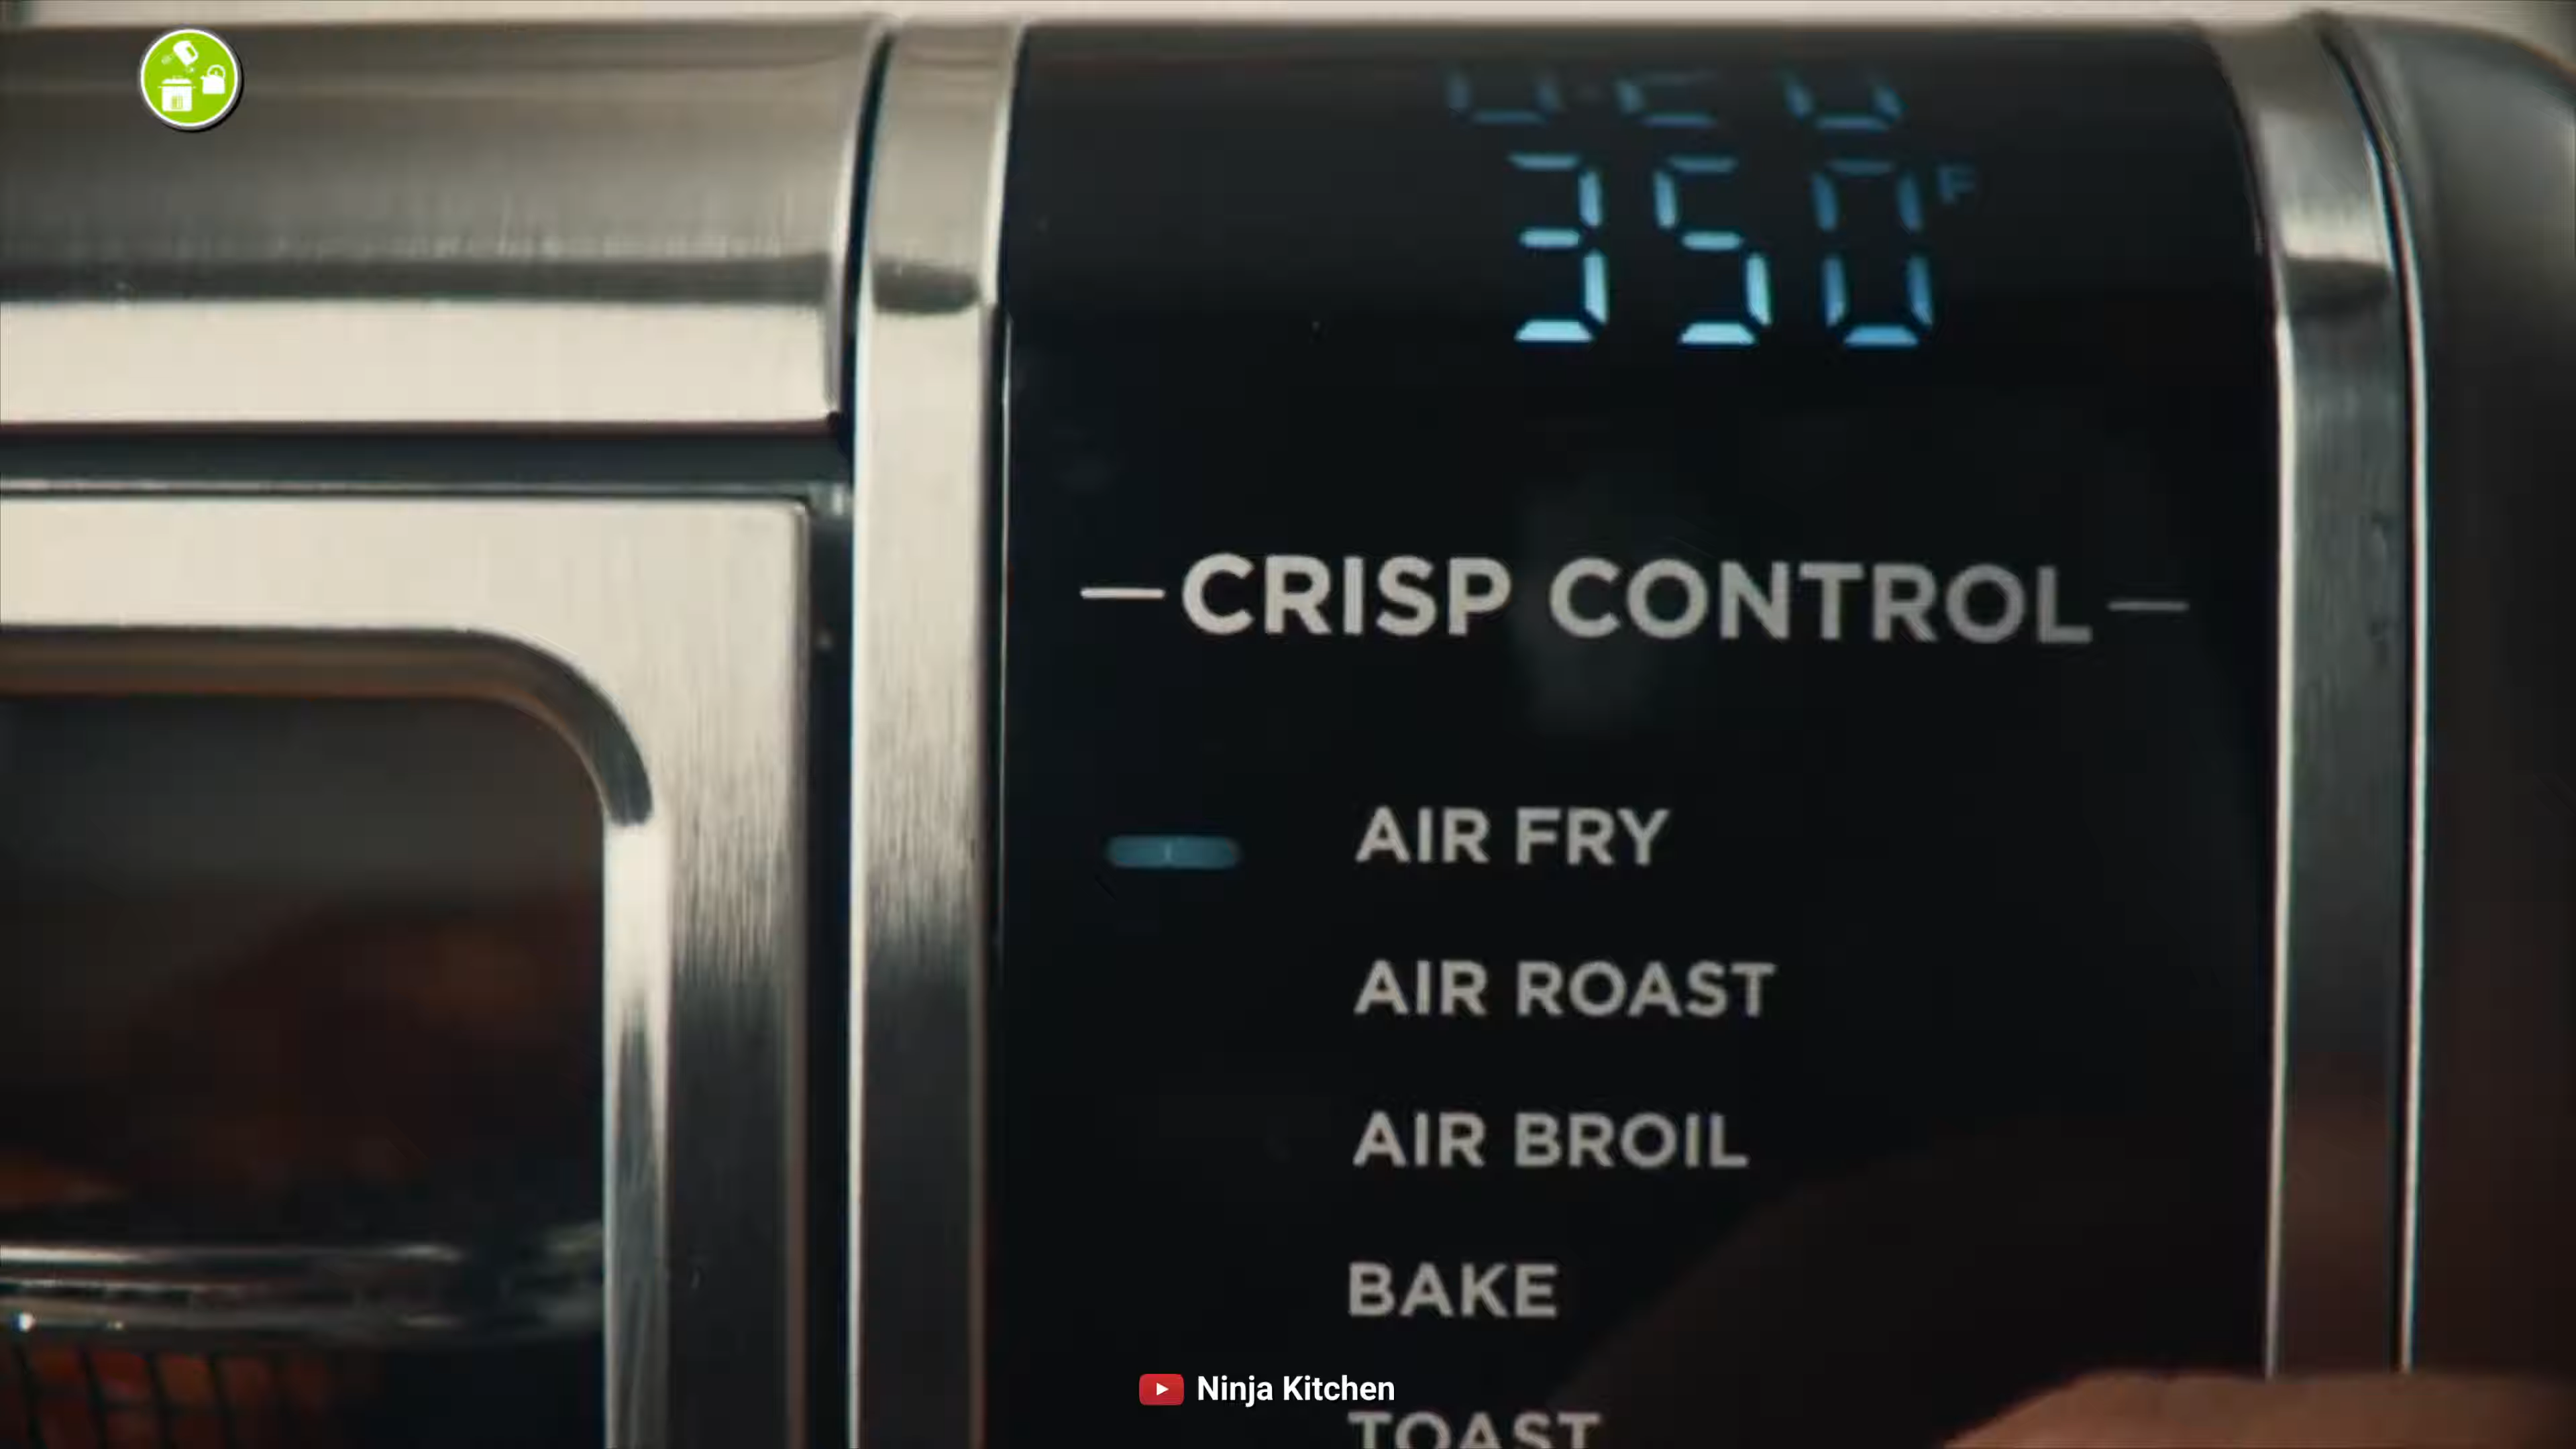 350 F
CRISP CONTROL
AIR FRY
AIR ROAST
AIR BROIL
BAKE
Ninja Kitchen
TOAST